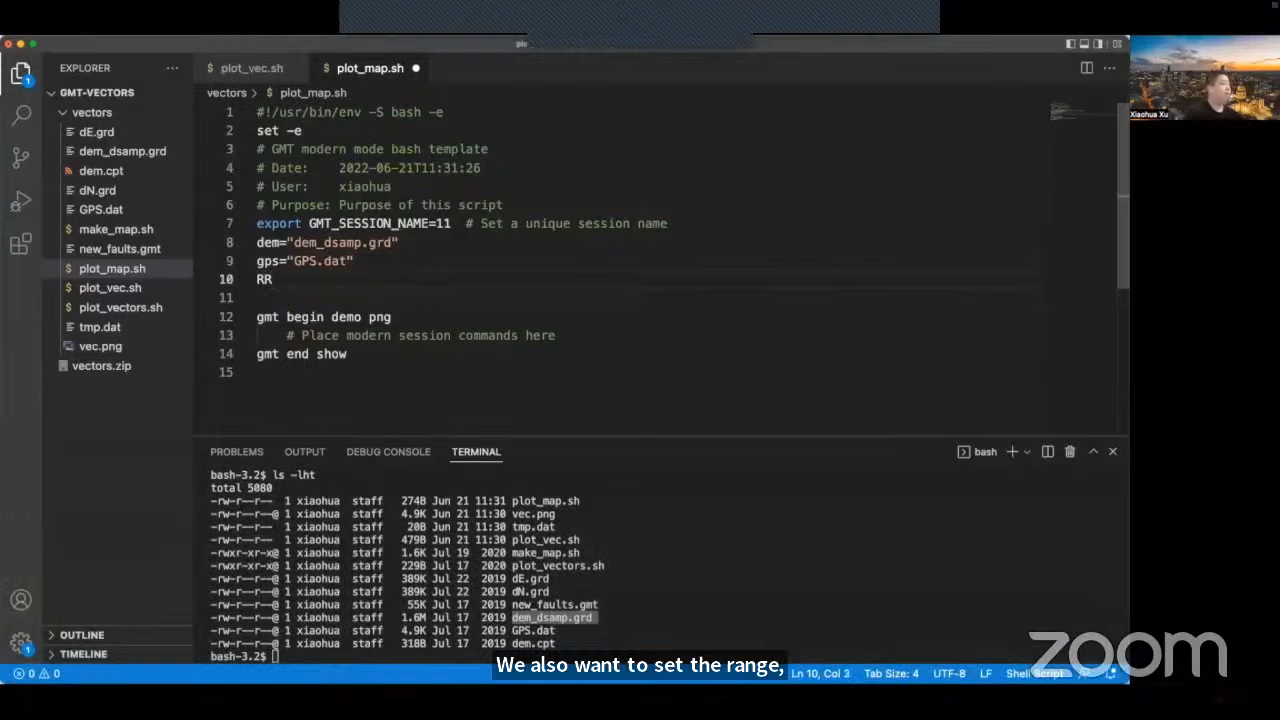 plo
EXPLORER ···
plot_vec.sh
plot_map.sh
GMT-VECTORS
vectors > $ plot_map.sh
vectors
dE.grd
dem_dsamp.grd
dem.cpt
dN.grd
GPS.dat
$ make_map.sh
new_faults.gmt
$ plot_map.sh
$ plot_vec.sh
$ plot_vectors.sh
tmp.dat
vec.png
vectors.zip
1 #!/usr/bin/env -S bash -e
2 set -e
3 # GMT modern mode bash template
4 # Date: 2022-06-21T11:31:26
5 # User: xiaohua
6 # Purpose: Purpose of this script
7 export GMT_SESSION_NAME=11 # Set a unique session name
8 dem="dem_dsamp.grd"
9 gps="GPS.dat"
10 RR
11
12 gmt begin demo png
13 # Place modern session commands here
14 gmt end show
15
Xiaohua Xu
PROBLEMS OUTPUT DEBUG CONSOLE TERMINAL
bash
bash-3.2$ ls -lht
total 5080
-rw-r--r-- 1 xiaohua staff 274B Jun 21 11:31 plot_map.sh
-rw-r--r--@ 1 xiaohua staff 4.9K Jun 21 11:30 vec.png
-rw-r--r-- 1 xiaohua staff 20B Jun 21 11:30 tmp.dat
-rw-r--r-- 1 xiaohua staff 479B Jun 21 11:30 plot_vec.sh
-rwxr-xr-x@ 1 xiaohua staff 1.6K Jul 19 2020 make_map.sh
-rwxr-xr-x@ 1 xiaohua staff 229B Jul 17 2020 plot_vectors.sh
-rw-r--r--@ 1 xiaohua staff 389K Jul 22 2019 dE.grd
-rw-r--r--@ 1 xiaohua staff 389K Jul 22 2019 dN.grd
-rw-r--r--@ 1 xiaohua staff 55K Jul 17 2019 new_faults.gmt
-rw-r--r--@ 1 xiaohua staff 1.6M Jul 17 2019 dem_dsamp.grd
-rw-r--r--@ 1 xiaohua staff 4.9K Jul 17 2019 GPS.dat
-rw-r--r--@ 1 xiaohua staff 318B Jul 17 2019 dem.cpt
bash-3.2$
OUTLINE
TIMELINE
We also want to set the range,
0 0
Ln 10, Col 3 Tab Size: 4 UTF-8 LF Shell Script
zoom